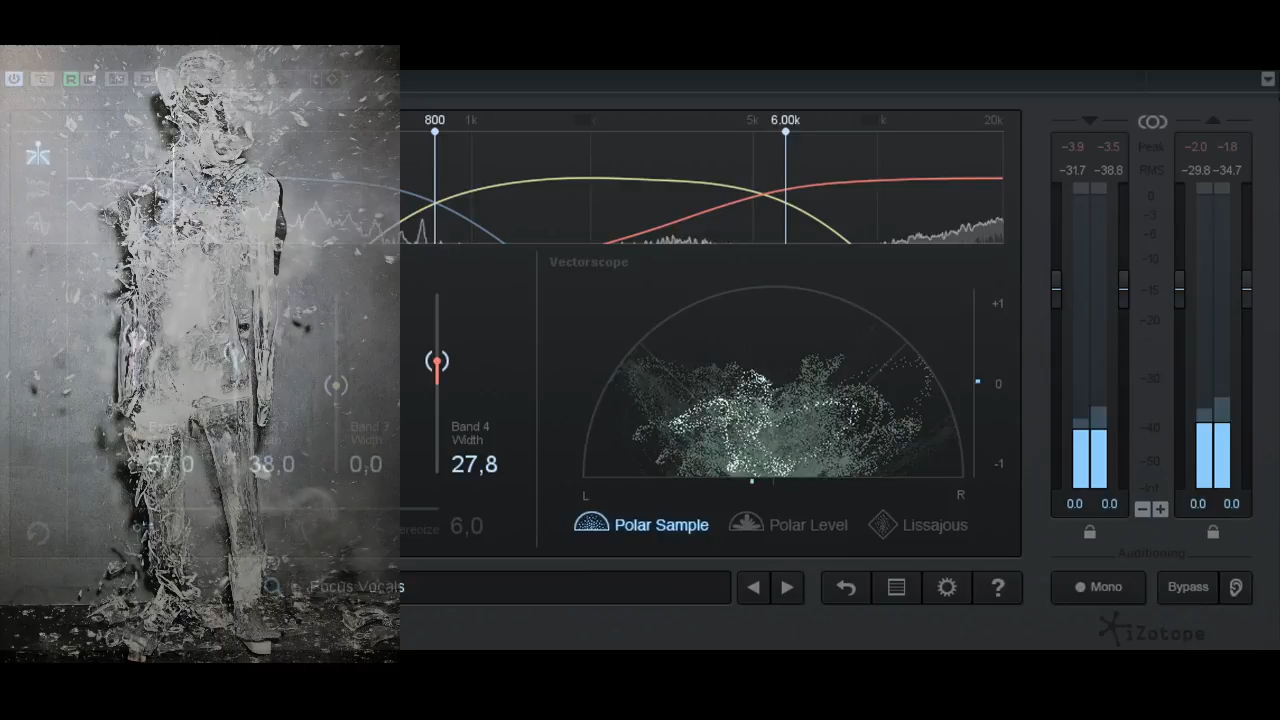 R
800 1k 5k 6.00k k 20k
-3.9 -3.5 Peak -2.0 -18
-31.7 -38.8 RMS -29.8 -34.7
0
-3
-6
-10
-15
-20
-30
-40
-50
-Inf
0.0 0.0 0.0 0.0
Vectorscope
+1
0
-1
L R
Band 3
Band 4
Width
57,0 38,0 0,0 27,8
6,0
Polar Sample Polar Level Lissajous
Auditioning
Focus Vocals
?
Mono Bypass
iZotope